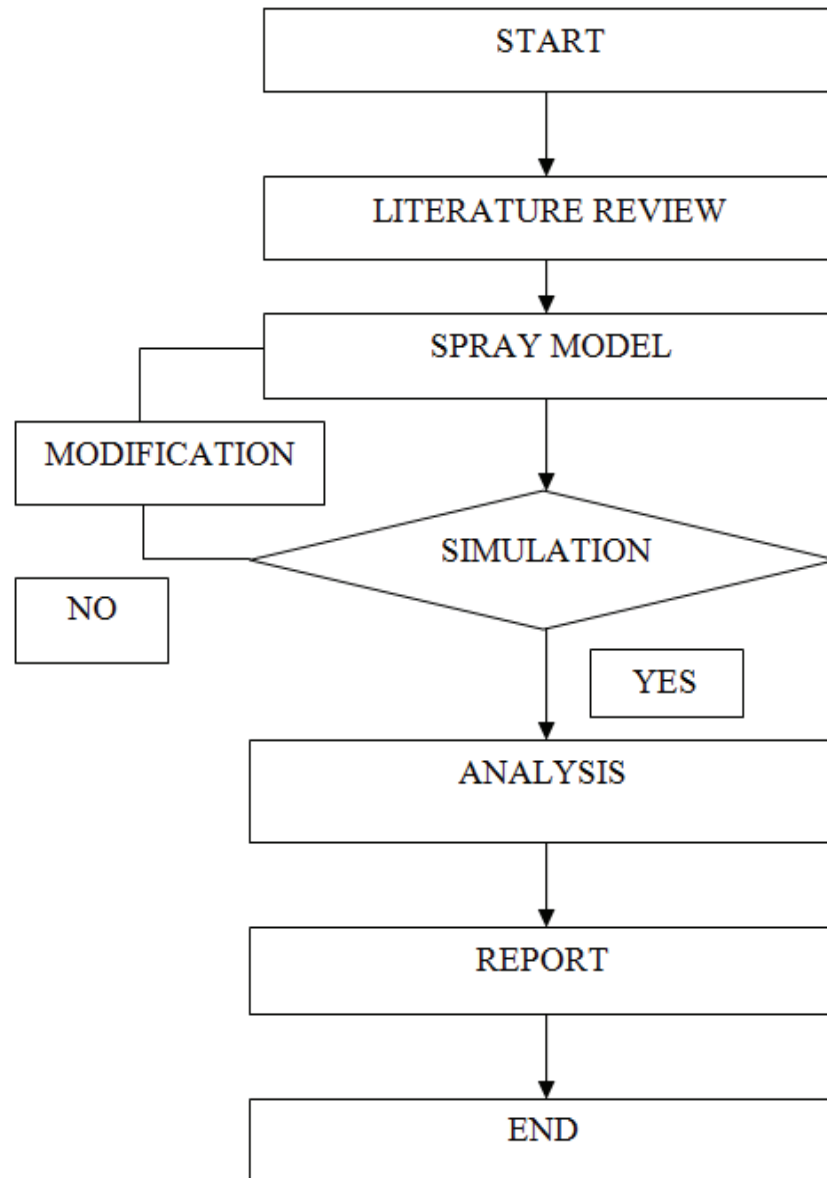 START
LITERATURE REVIEW
SPRAY MODEL
MODIFICATION
SIMULATION
NO
YES
ANALYSIS
REPORT
END